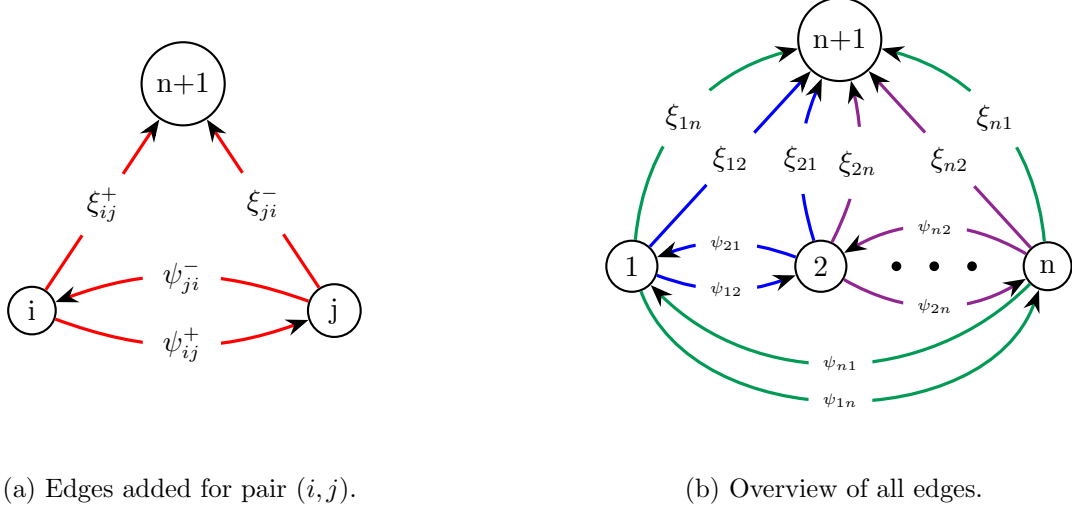 n+1
ξ⁺ᵢⱼ ξ⁻ⱼᵢ
ψ⁻ⱼᵢ
i j
ψ⁺ᵢⱼ
(a) Edges added for pair (i, j).
n+1
ξ₁ₙ ξₙ₁
ξ₁₂ ξ₂₁ ξ₂ₙ ξₙ₂
ψ₂₁ ψₙ₂
1 2 n
ψ₁₂ ψ₂ₙ
ψₙ₁
ψ₁ₙ
(b) Overview of all edges.